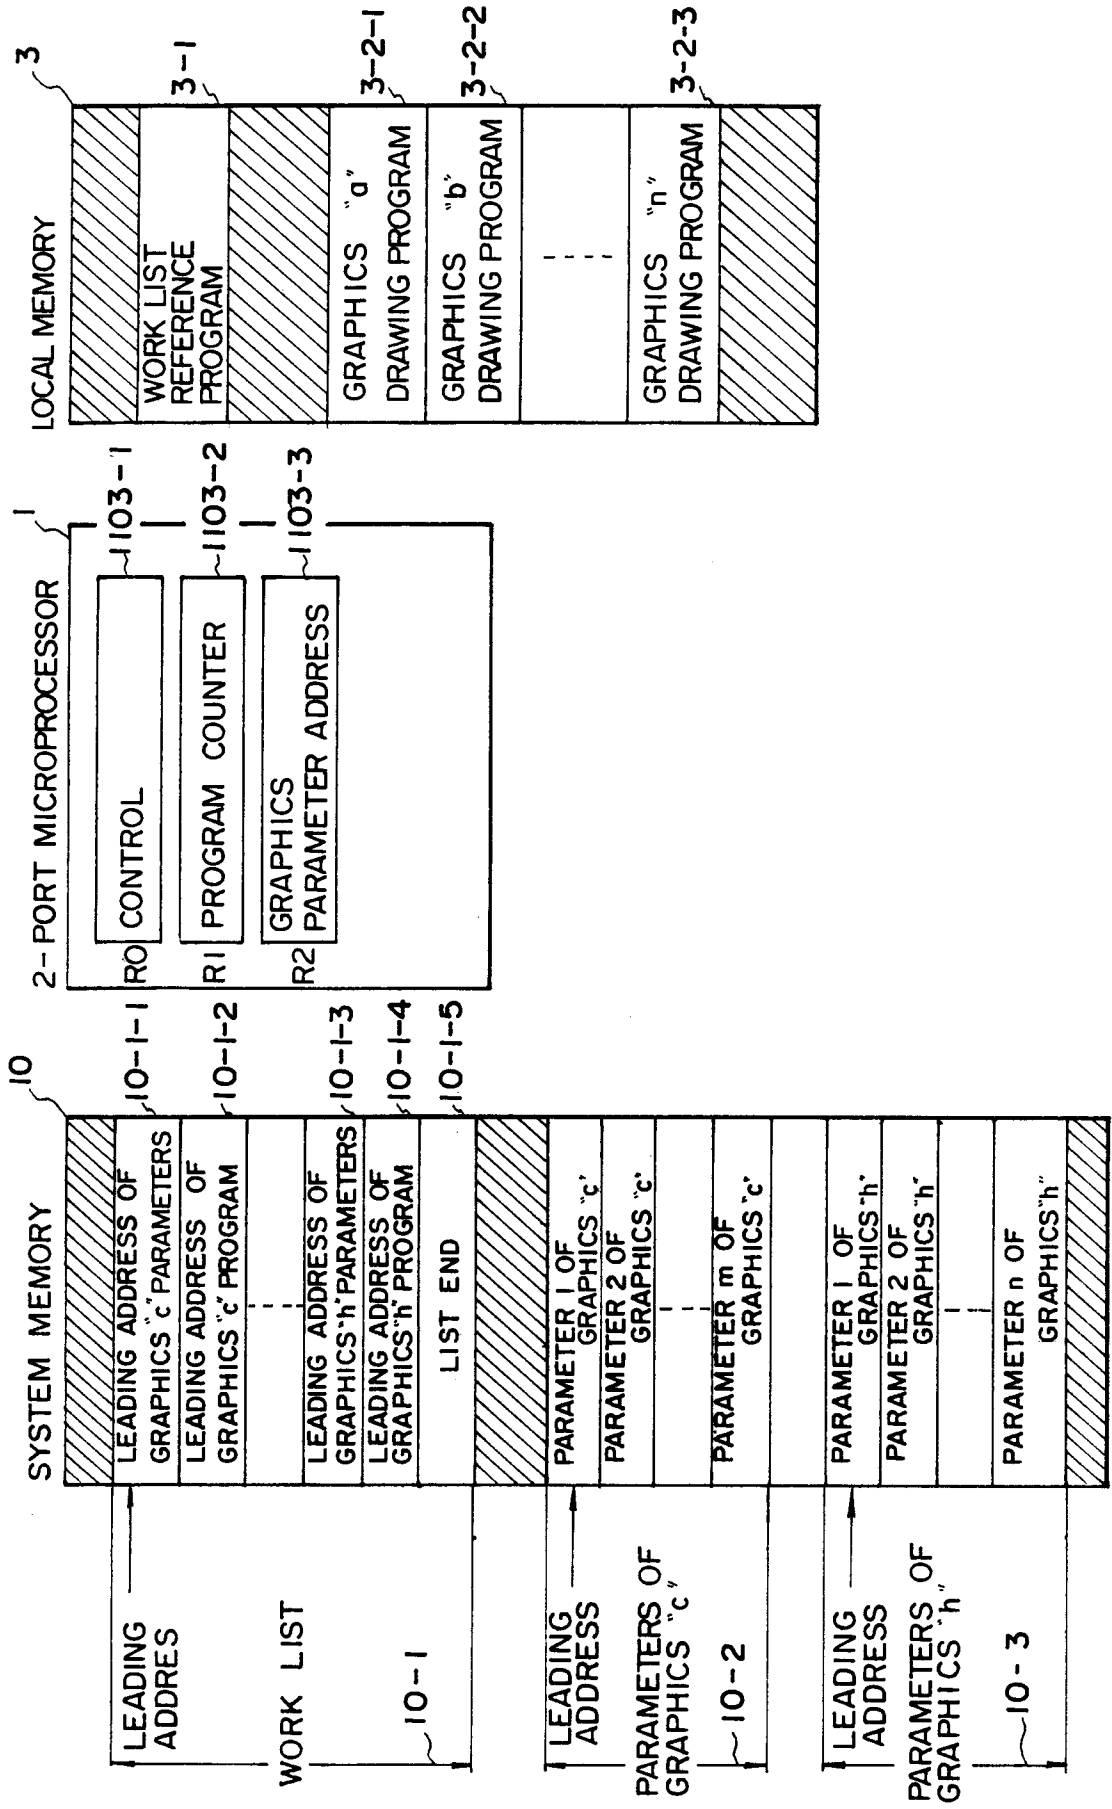 SYSTEM MEMORY
10
LEADING ADDRES
WORK LIST
10-1
LEADING ADDRESS OF
GRAPHICS "c" PARAMETERS
10-1-1
LEADING ADDRESS OF
GRAPHICS "c" PROGRAM
10-1-2
LEADING ADDRESS OF
GRAPHICS "h" PARAMETERS
10-1-3
LEADING ADDRESS OF
GRAPHICS "h" PROGRAM
10-1-4
LIST END
10-1-5
LEADING
ADDRESS
PARAMETERS OF
GRAPHICS "c"
10-2
PARAMETER 1 OF
GRAPHICS "c"
PARAMETER 2 OF
GRAPHICS "c"
PARAMETER m OF
GRAPHICS "c"
LEADING
ADDRESS
PARAMETERS OF
GRAPHICS "h"
10-3
PARAMETER 1 OF
GRAPHICS "h"
PARAMETER 2 OF
GRAPHICS "h"
PARAMETER n OF
GRAPHICS "h"
2-PORT MICROPROCESSOR
1
R0 CONTROL
1103-1
R1 PROGRAM COUNTER
1103-2
R2 GRAPHICS
PARAMETER ADDRESS
1103-3
LOCAL MEMORY
3
WORK LIST
REFERENCE
PROGRAM
3-1
GRAPHICS "a"
DRAWING PROGRAM
3-2-1
GRAPHICS "b"
DRAWING PROGRAM
3-2-2
GRAPHICS "n"
DRAWING PROGRAM
3-2-3